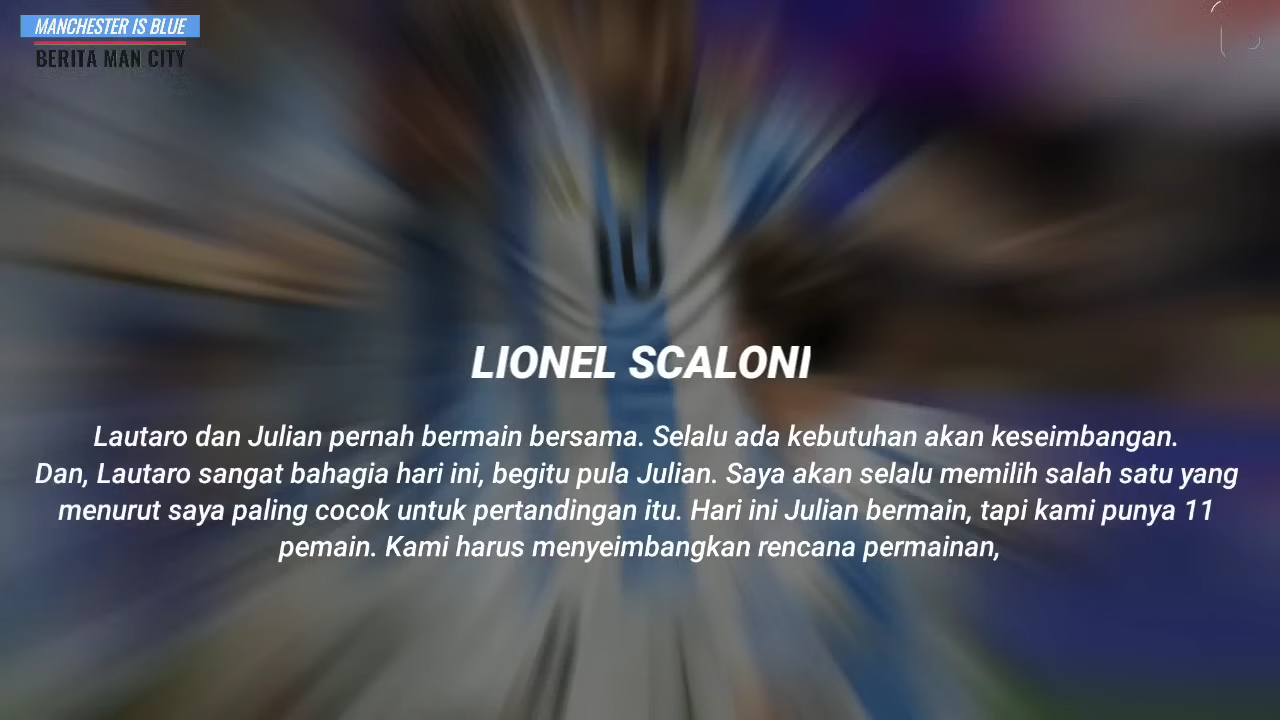 MANCHESTER IS BLUE
BERITA MAN CITY
LIONEL SCALONI
Lautaro dan Julian pernah bermain bersama. Selalu ada kebutuhan akan keseimbangan.
Dan, Lautaro sangat bahagia hari ini, begitu pula Julian. Saya akan selalu memilih salah satu yang
menurut saya paling cocok untuk pertandingan itu. Hari ini Julian bermain, tapi kami punya 11
pemain. Kami harus menyeimbangkan rencana permainan,